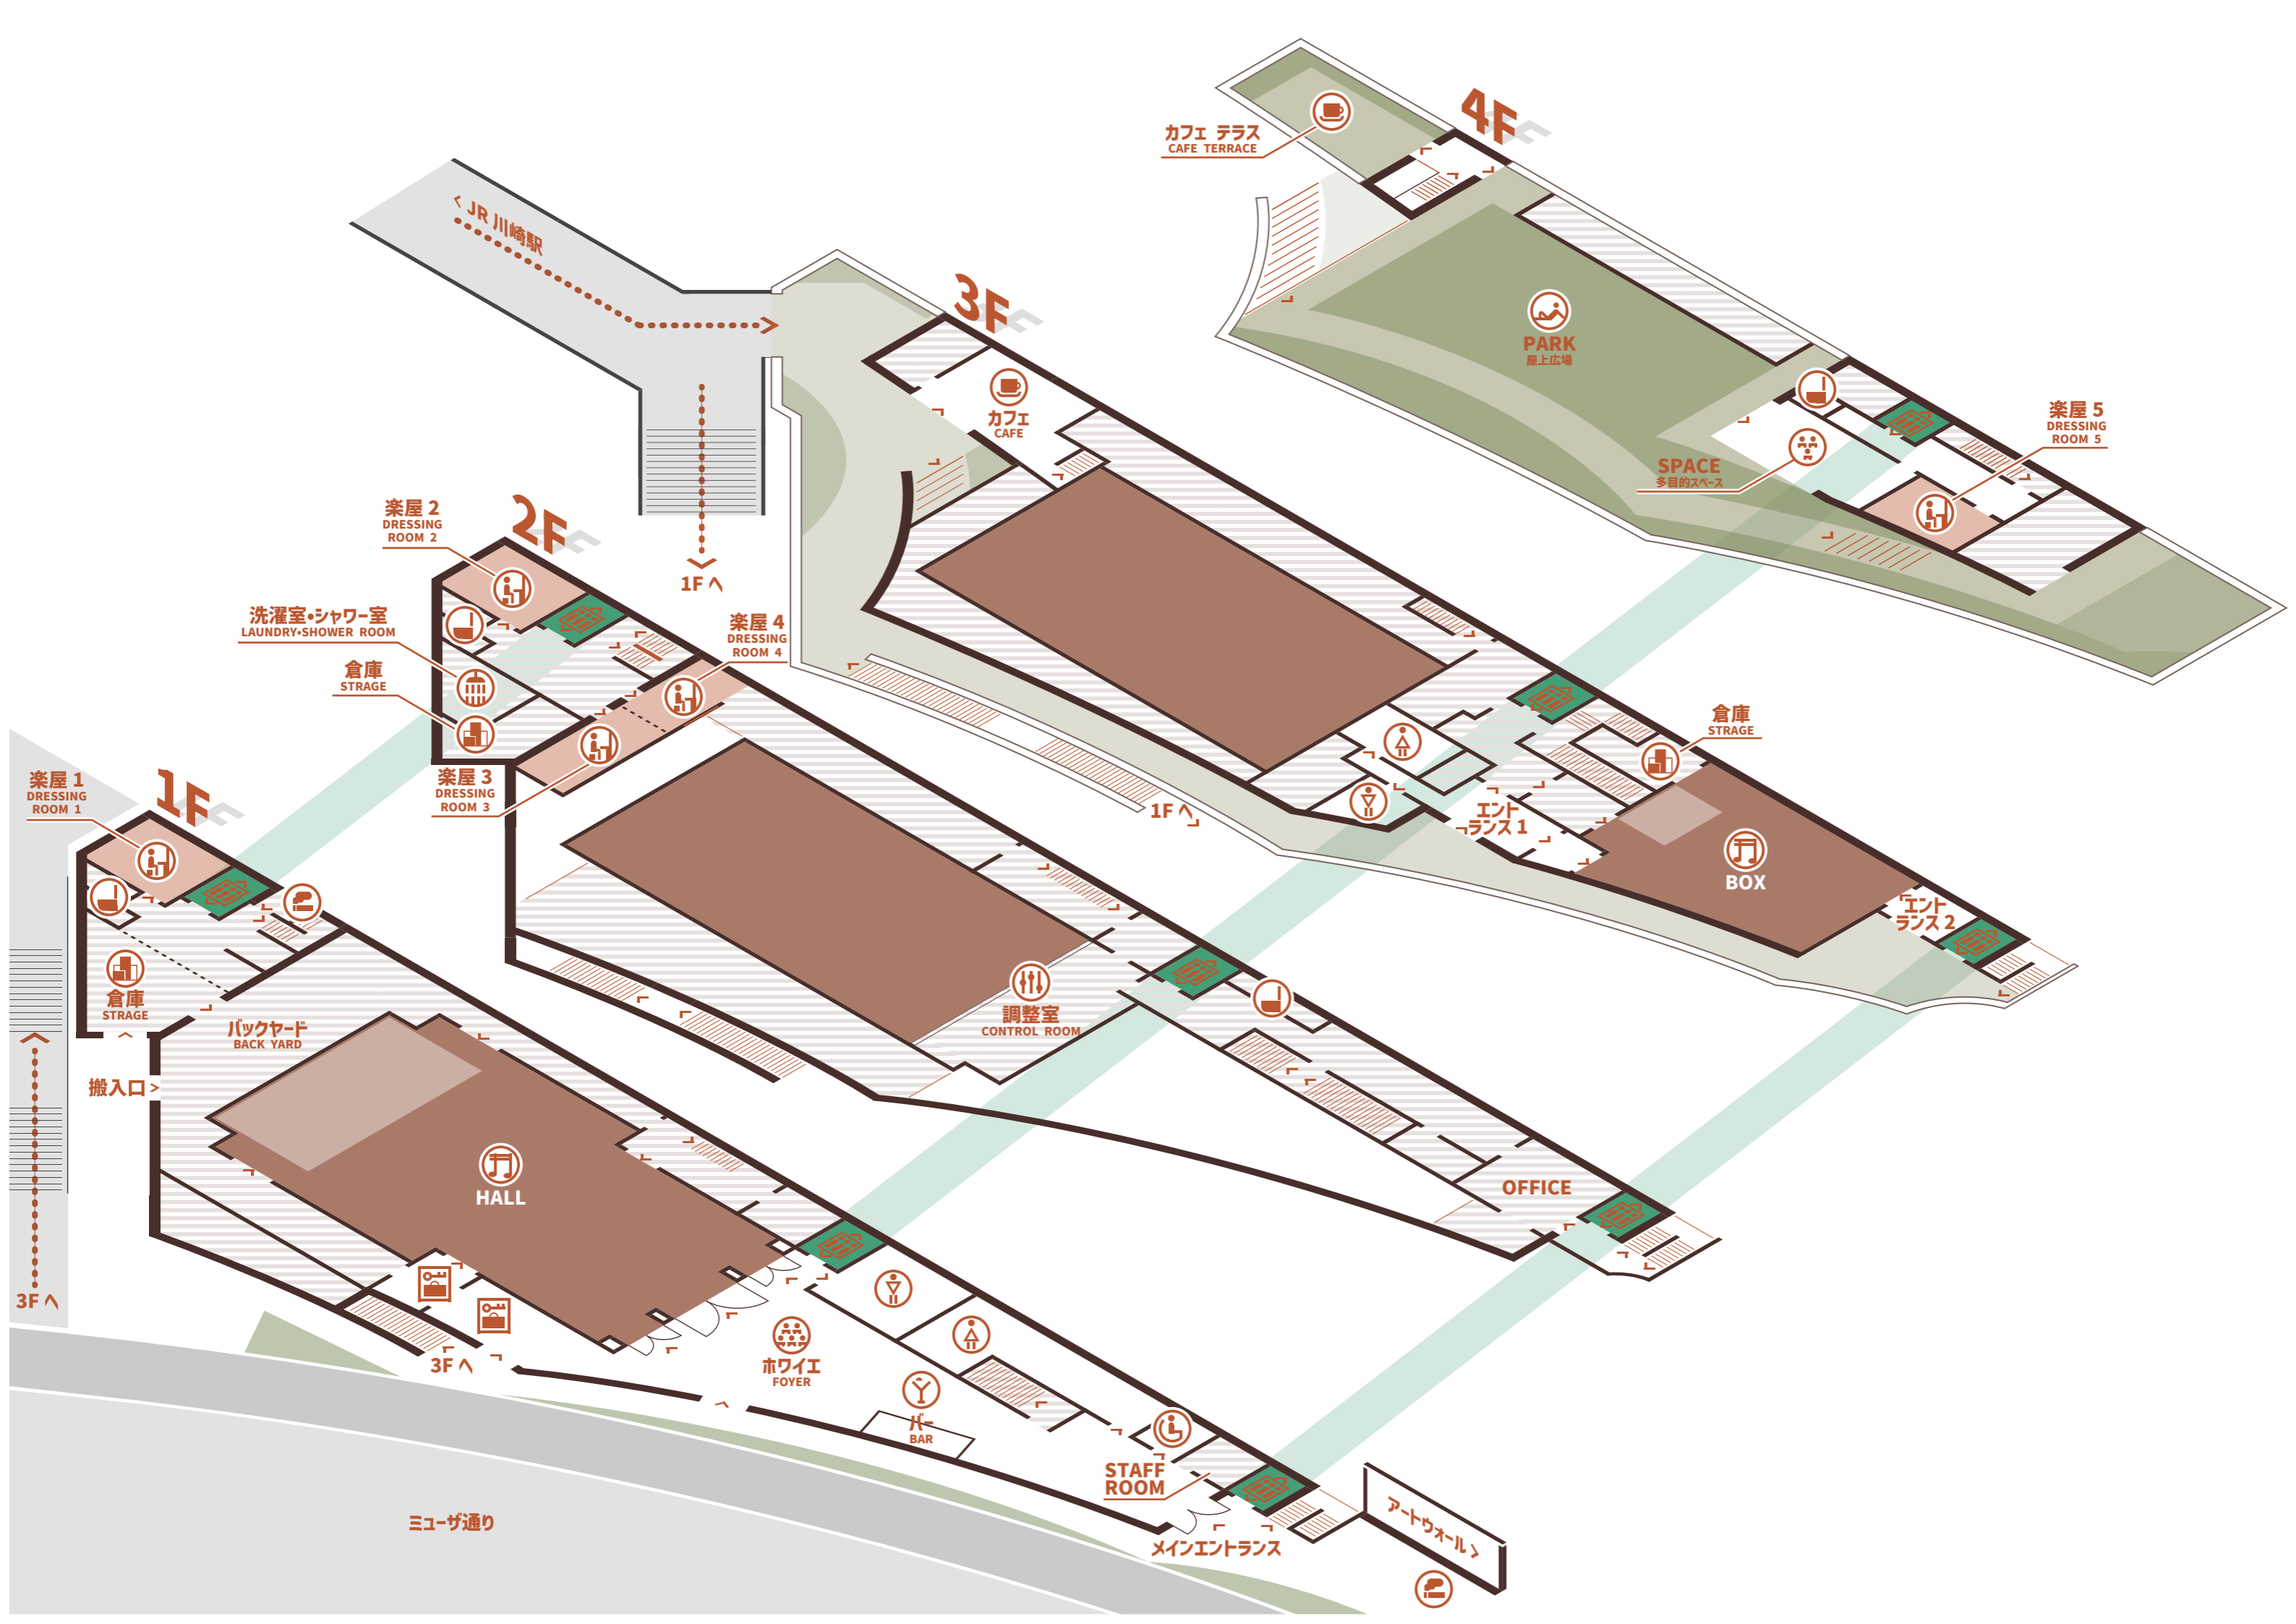 4F
カフェ テラス
CAFE TERRACE
PARK
屋上広場
SPACE
多目的スペース
楽屋 5
DRESSING
ROOM 5
3F
< JR 川崎駅
カフェ
CAFE
1F へ
1F へ
エント
ランス 1
倉庫
STRAGE
BOX
エント
ランス 2
2F
楽屋 2
DRESSING
ROOM 2
洗濯室・シャワー室
LAUNDRY・SHOWER ROOM
倉庫
STRAGE
楽屋 4
DRESSING
ROOM 4
楽屋 3
DRESSING
ROOM 3
調整室
CONTROL ROOM
OFFICE
1F
楽屋 1
DRESSING
ROOM 1
倉庫
STRAGE
バックヤード
BACK YARD
搬入口 >
HALL
3F へ
3F へ
ホワイエ
FOYER
バー
BAR
STAFF
ROOM
メインエントランス
アートウォール >
ミューザ通り